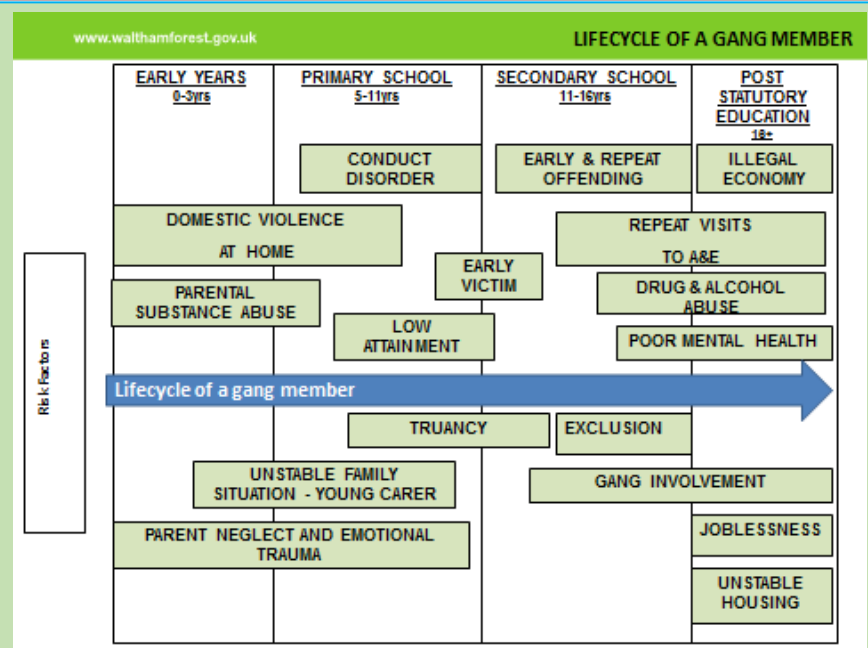 www.walthamforest.gov.uk
LIFECYCLE OF A GANG MEMBER
EARLY YEARS
0-3yrs
PRIMARY SCHOOL
5-11yrs
SECONDARY SCHOOL
11-16yrs
POST
STATUTORY
EDUCATION
16+
CONDUCT
DISORDER
EARLY & REPEAT
OFFENDING
ILLEGAL
ECONOMY
DOMESTIC VIOLENCE
AT HOME
REPEAT VISITS
TO A&E
EARLY
VICTIM
PARENTAL
SUBSTANCE ABUSE
DRUG & ALCOHOL
ABUSE
LOW
ATTAINMENT
POOR MENTAL HEALTH
Risk Factors
Lifecycle of a gang member
TRUANCY
EXCLUSION
UNSTABLE FAMILY
SITUATION - YOUNG CARER
GANG INVOLVEMENT
PARENT NEGLECT AND EMOTIONAL
TRAUMA
JOBLESSNESS
UNSTABLE
HOUSING